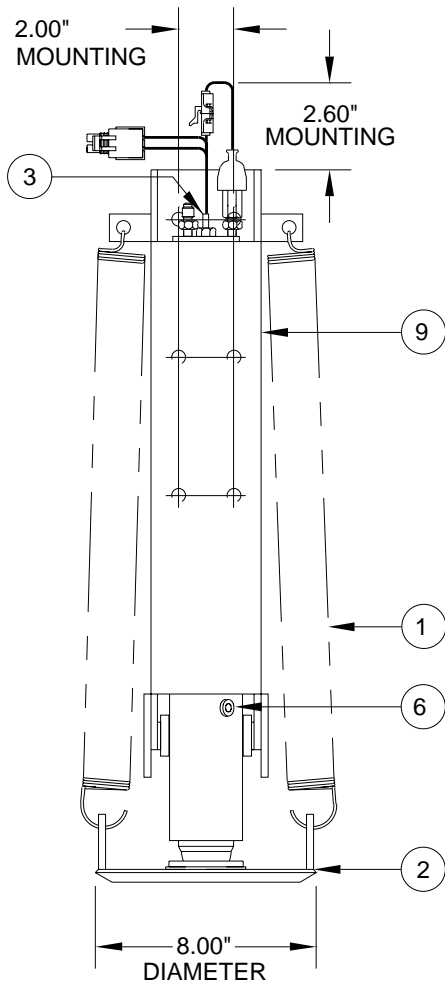 2.00"
MOUNTING
2.60"
MOUNTING
3
9
1
6
2
8.00"
DIAMETER